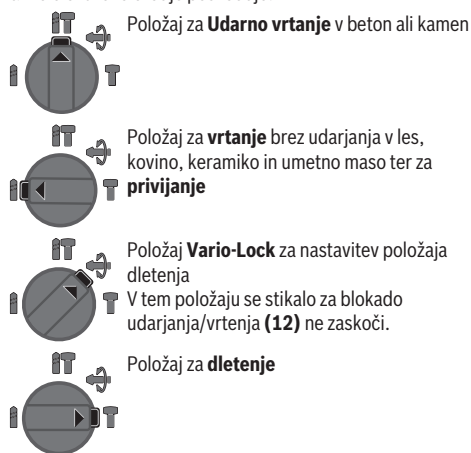 Položaj za Udarno vrtanje v beton ali kamen
Položaj za vrtanje brez udarjanja v les,
kovino, keramiko in umetno maso ter za
privijanje
Položaj Vario-Lock za nastavitev položaja
dletenja
V tem položaju se stikalo za blokado
udarjanja/vrtenja (12) ne zaskoči.
Položaj za dletenje